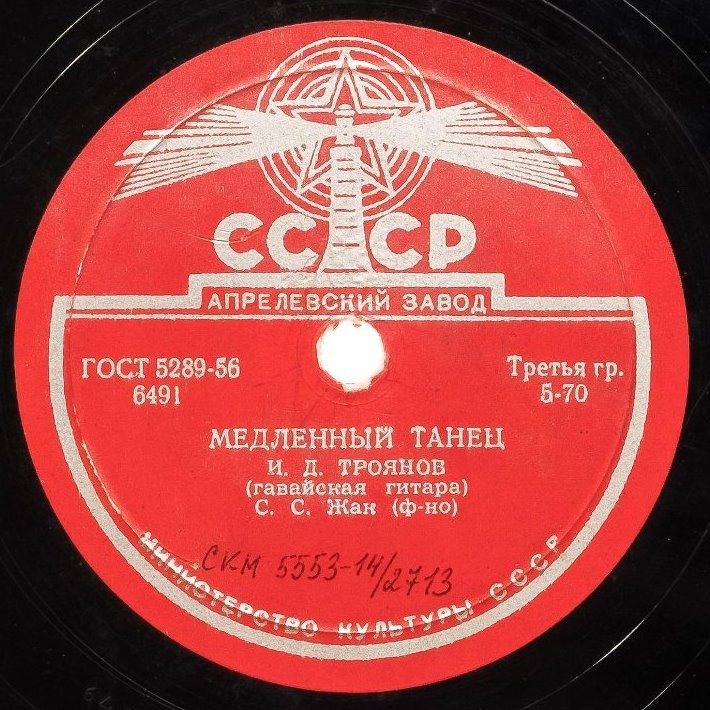 СССР
АПРЕЛЕВСКИЙ ЗАВОД
ГОСТ 5289-56
6491
Третья гр.
5-70
МЕДЛЕННЫЙ ТАНЕЦ
И. Д. ТРОЯНОВ
(гавайская гитара)
С. С. Жак (ф-но)
СКМ 5553-14/2713
МИНИСТЕРСТВО КУЛЬТУРЫ СССР